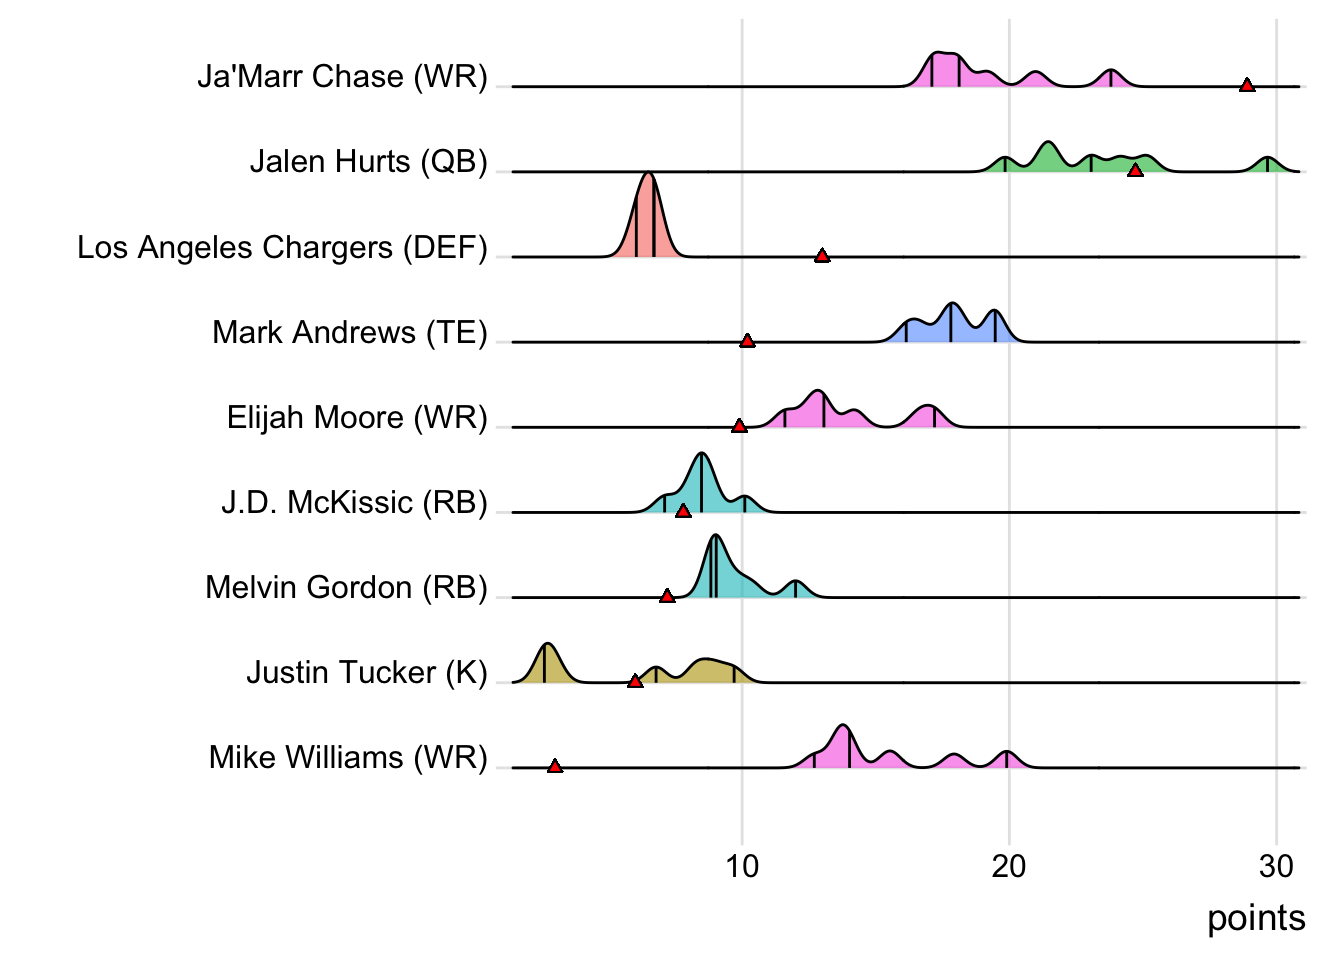 Ja'Marr Chase (WR)
Jalen Hurts (QB)
Los Angeles Chargers (DEF)
Mark Andrews (TE)
Elijah Moore (WR)
J.D. McKissic (RB)
Melvin Gordon (RB)
Justin Tucker (K)
Mike Williams (WR)
10 20 30
points